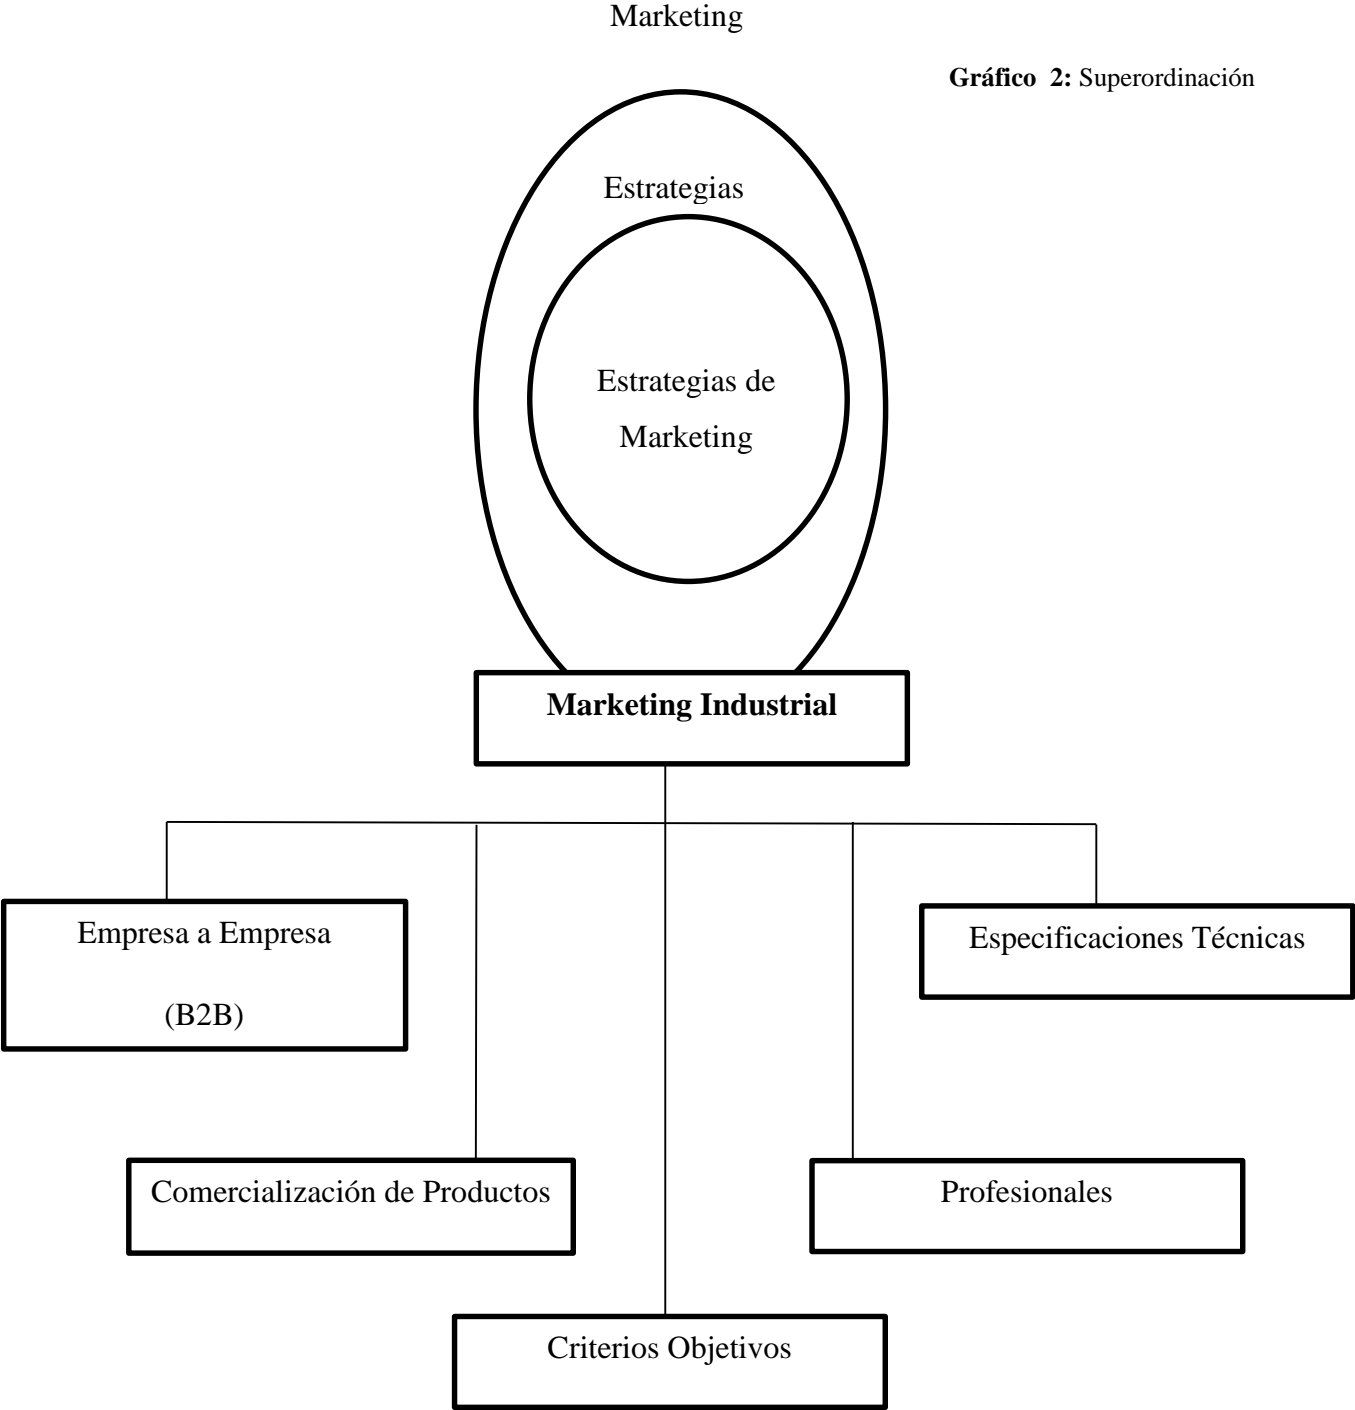 Marketing
Gráfico 2: Superordinación
Estrategias
Estrategias de
Marketing
Marketing Industrial
Empresa a Empresa
(B2B)
Especificaciones Técnicas
Comercialización de Productos
Profesionales
Criterios Objetivos